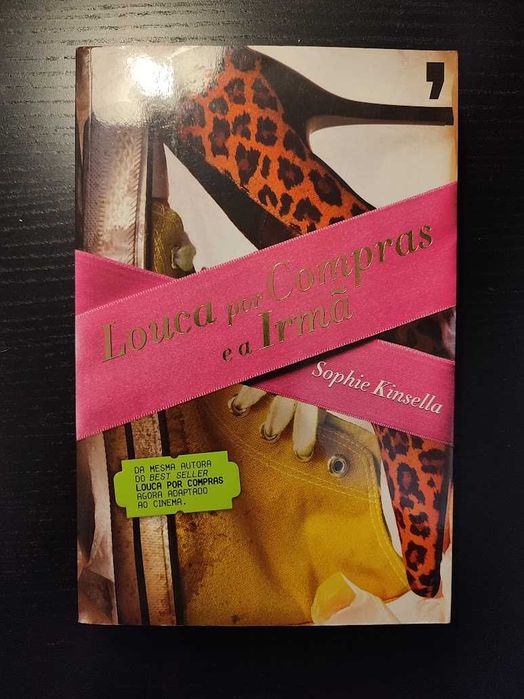 Louca por Compras
e a Irmã
Sophie Kinsella
DA MESMA AUTORA
DO BEST SELLER
LOUCA POR COMPRAS
AGORA ADAPTADO
AO CINEMA.